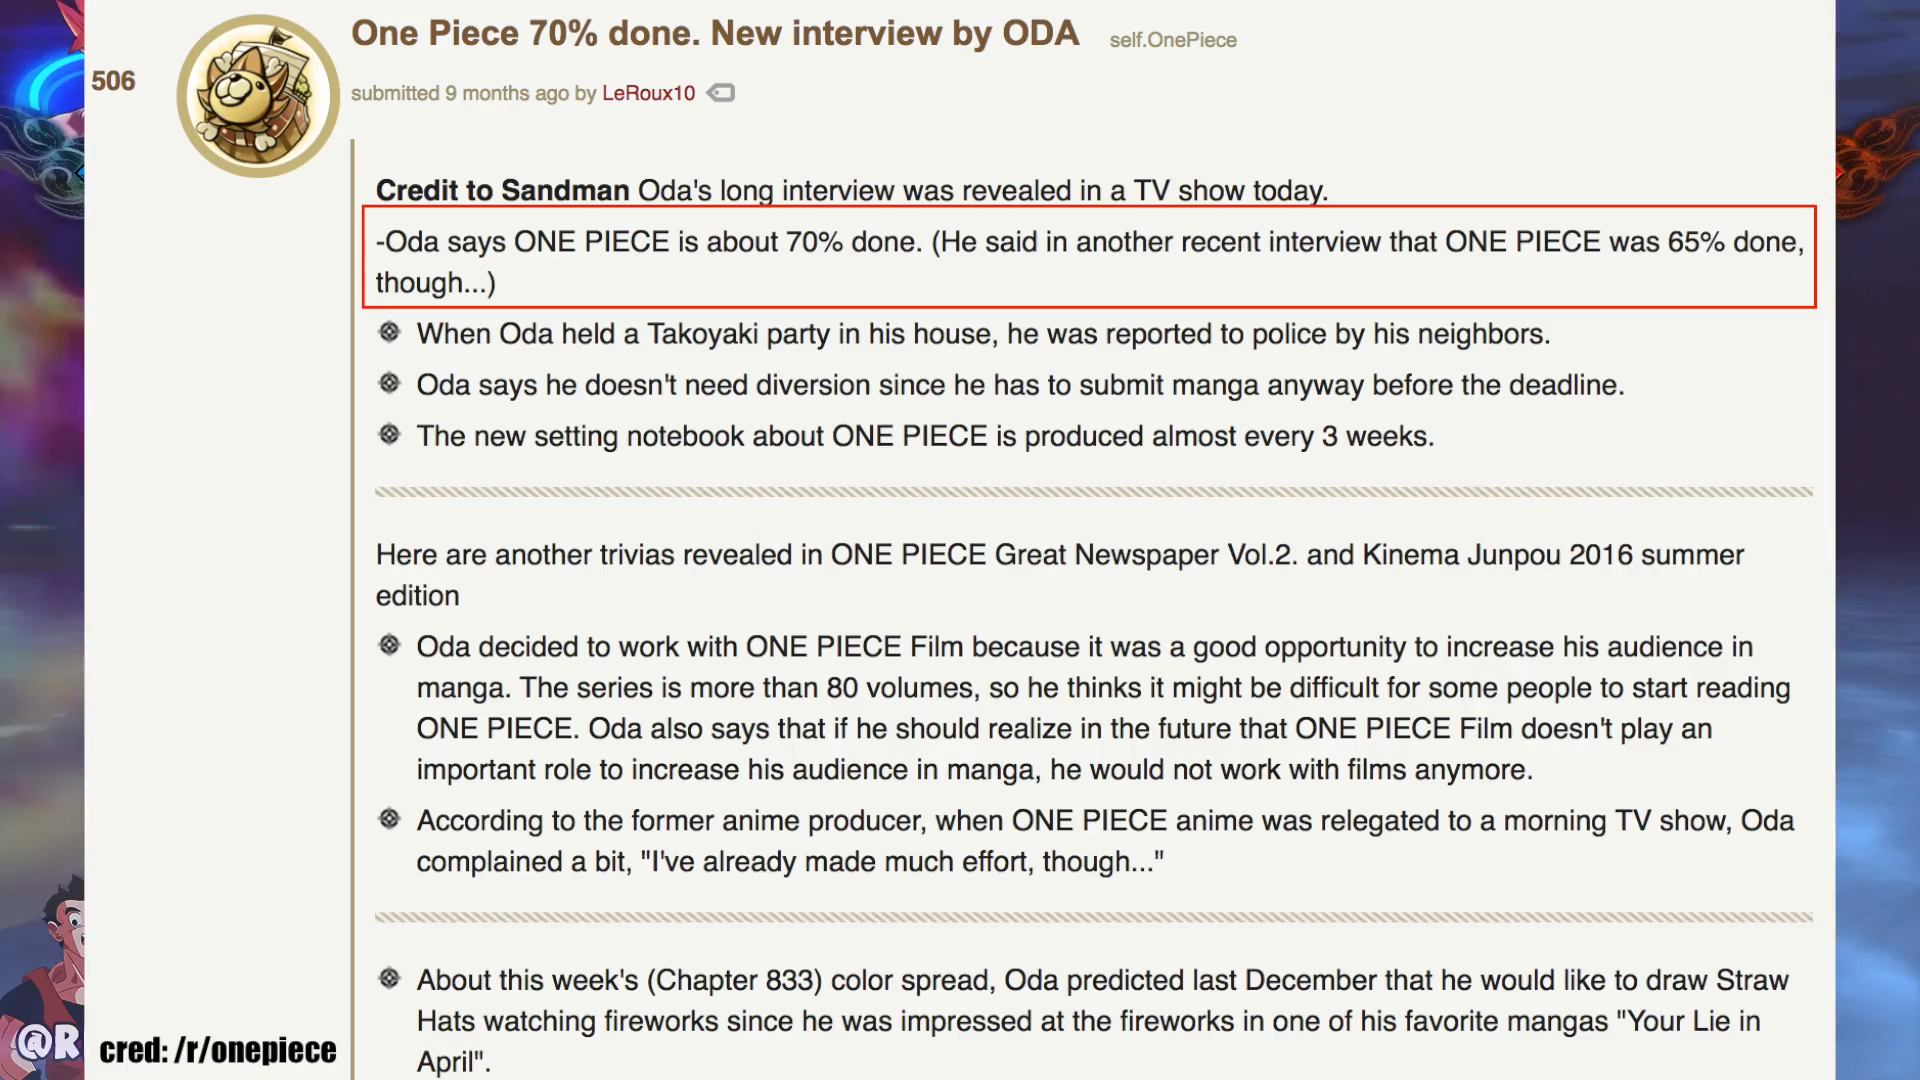 One Piece 70% done. New interview by ODA self.OnePiece
506
submitted 9 months ago by LeRoux10
Credit to Sandman Oda's long interview was revealed in a TV show today.
-Oda says ONE PIECE is about 70% done. (He said in another recent interview that ONE PIECE was 65% done,
though...)
When Oda held a Takoyaki party in his house, he was reported to police by his neighbors.
Oda says he doesn't need diversion since he has to submit manga anyway before the deadline.
The new setting notebook about ONE PIECE is produced almost every 3 weeks.
Here are another trivias revealed in ONE PIECE Great Newspaper Vol.2. and Kinema Junpou 2016 summer
edition
Oda decided to work with ONE PIECE Film because it was a good opportunity to increase his audience in
manga. The series is more than 80 volumes, so he thinks it might be difficult for some people to start reading
ONE PIECE. Oda also says that if he should realize in the future that ONE PIECE Film doesn't play an
important role to increase his audience in manga, he would not work with films anymore.
According to the former anime producer, when ONE PIECE anime was relegated to a morning TV show, Oda
complained a bit, "I've already made much effort, though..."
About this week's (Chapter 833) color spread, Oda predicted last December that he would like to draw Straw
Hats watching fireworks since he was impressed at the fireworks in one of his favorite mangas "Your Lie in
April".
@R
cred: /r/onepiece